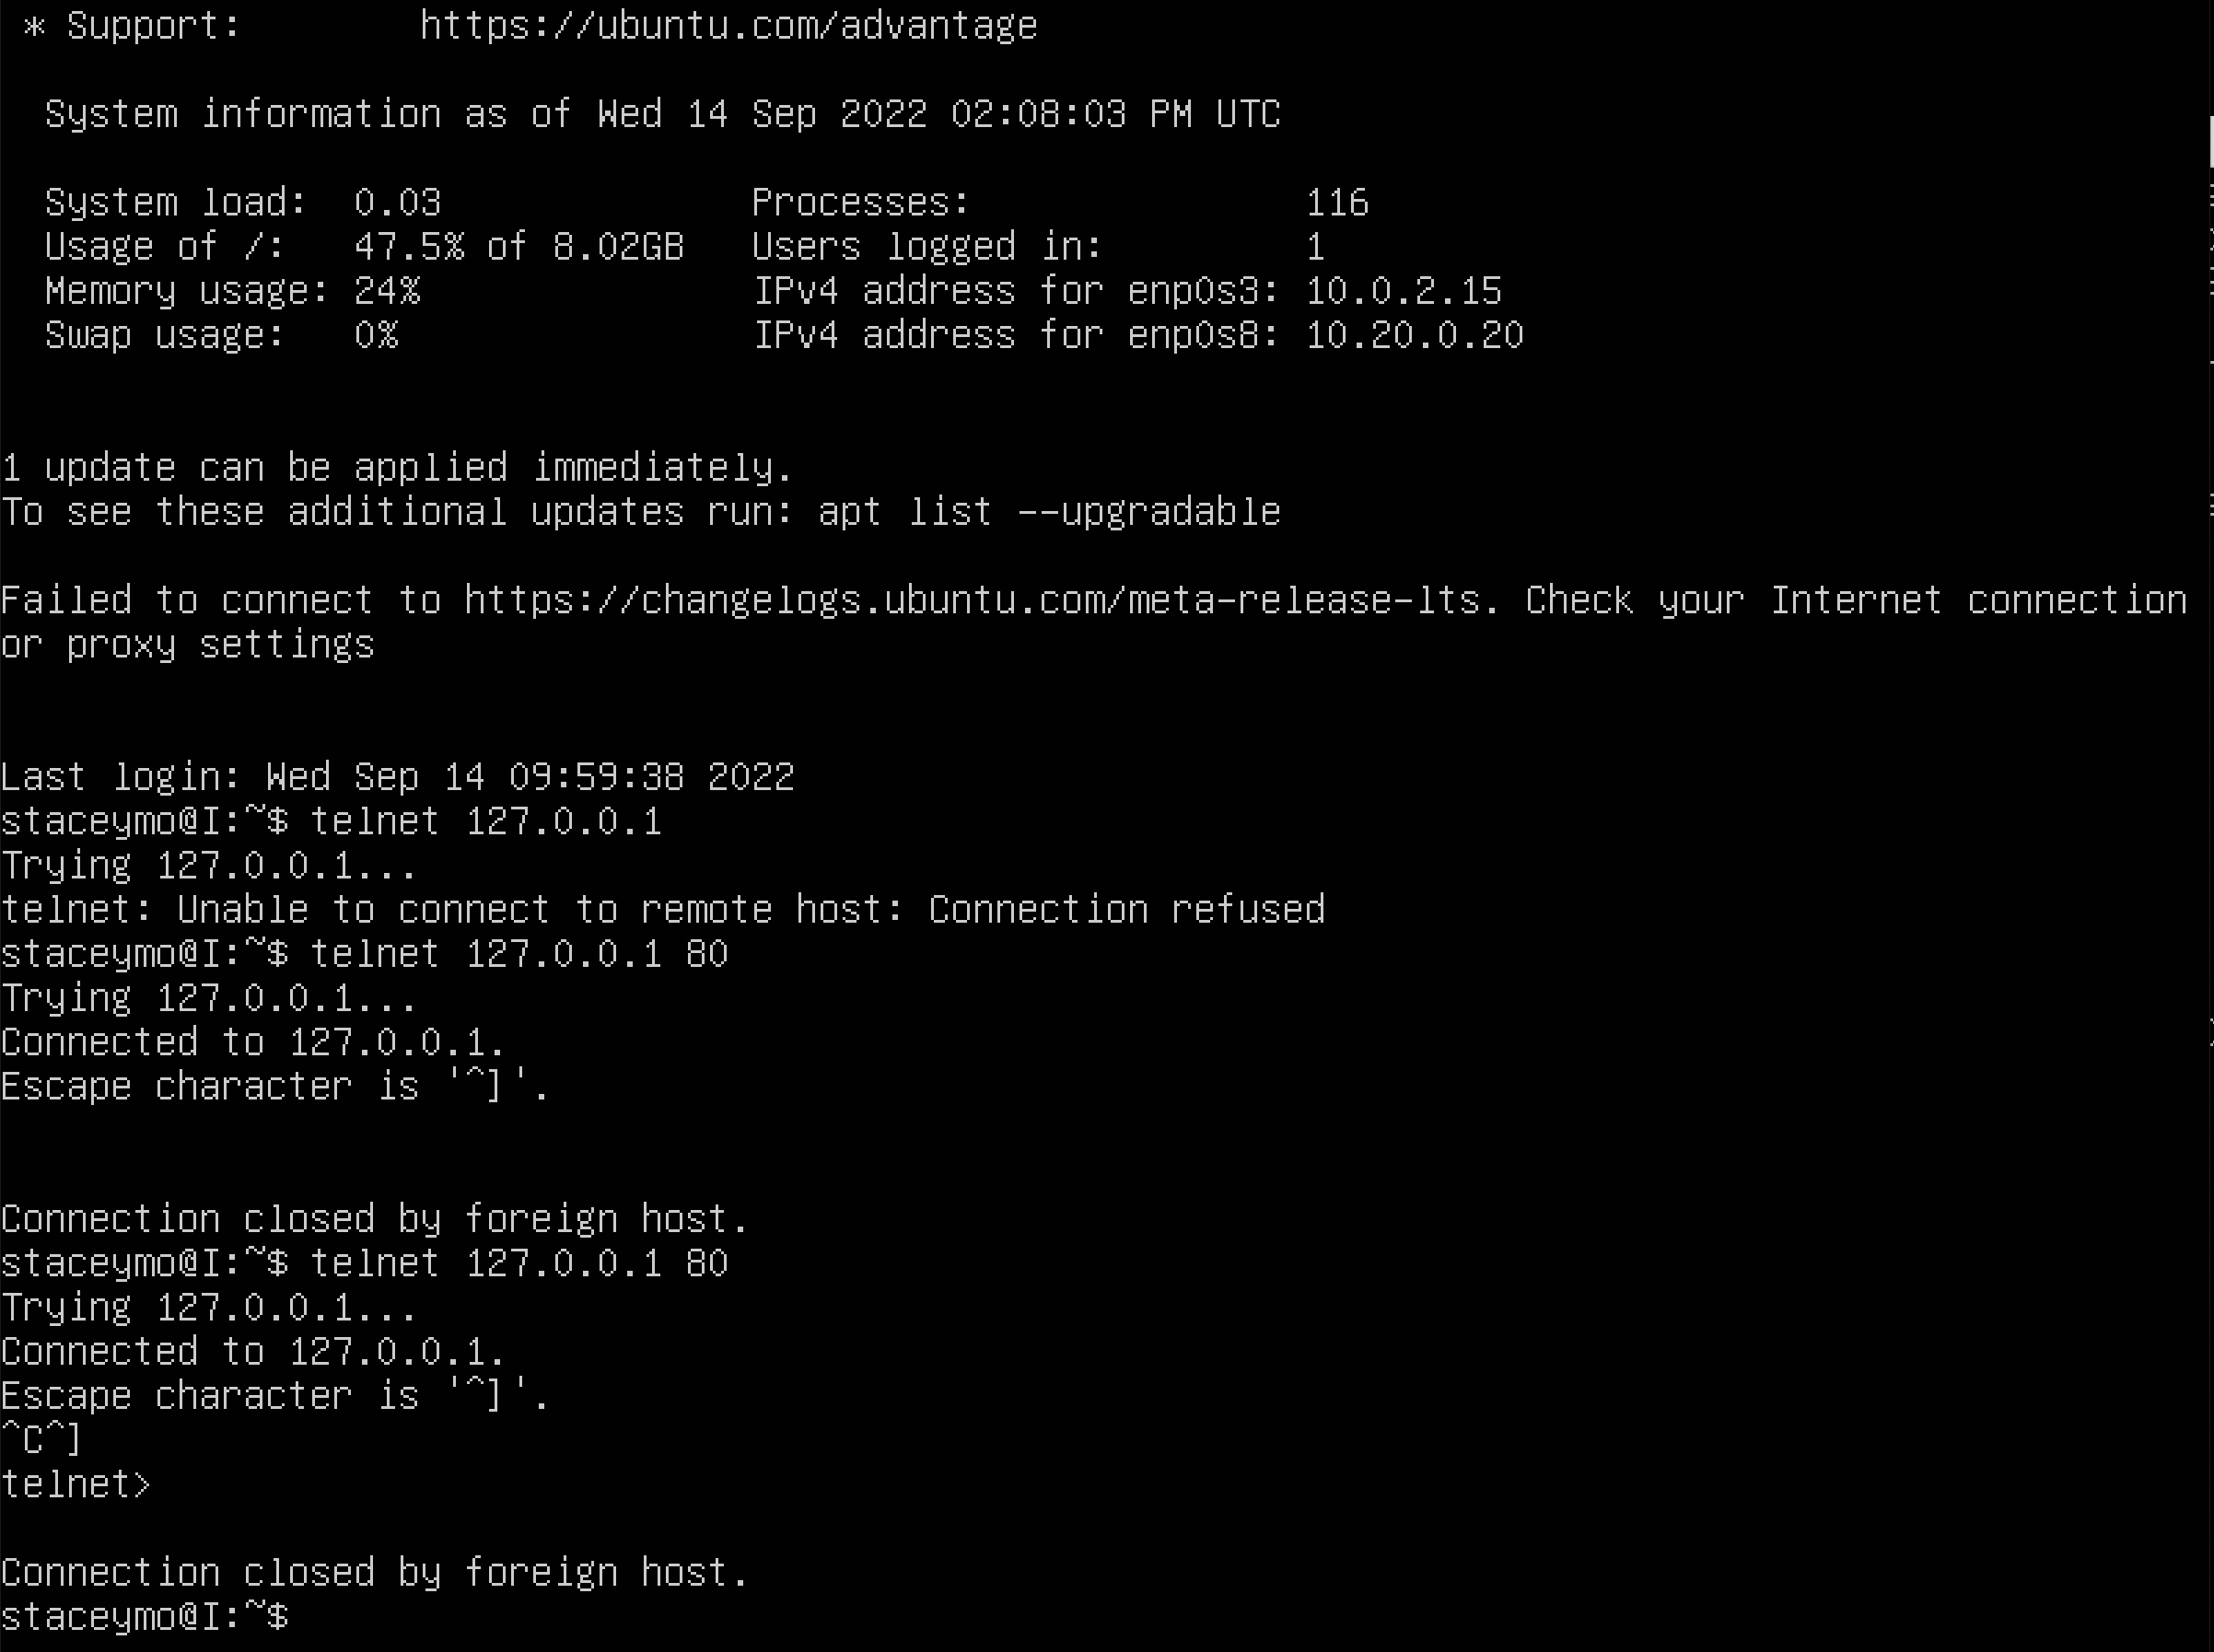 * Support:        https://ubuntu.com/advantage
System information as of Wed 14 Sep 2022 02:08:03 PM UTC
System load:  0.03              Processes:               116
Usage of /:   47.5% of 8.02GB   Users logged in:         1
Memory usage: 24%               IPv4 address for enp0s3: 10.0.2.15
Swap usage:   0%                IPv4 address for enp0s8: 10.20.0.20
1 update can be applied immediately.
To see these additional updates run: apt list --upgradable
Failed to connect to https://changelogs.ubuntu.com/meta-release-lts. Check your Internet connection
or proxy settings
Last login: Wed Sep 14 09:59:38 2022
staceymo@I:~$ telnet 127.0.0.1
Trying 127.0.0.1...
telnet: Unable to connect to remote host: Connection refused
staceymo@I:~$ telnet 127.0.0.1 80
Trying 127.0.0.1...
Connected to 127.0.0.1.
Escape character is '^]'.
Connection closed by foreign host.
staceymo@I:~$ telnet 127.0.0.1 80
Trying 127.0.0.1...
Connected to 127.0.0.1.
Escape character is '^]'.
^C^]
telnet>
Connection closed by foreign host.
staceymo@I:~$